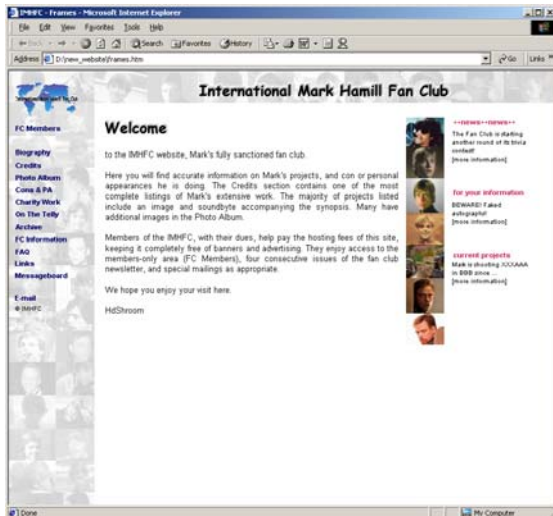 IMHFC - Frames - Microsoft Internet Explorer
File Edit View Favorites Tools Help
Back Search Favorites History
Address D:\new_website\frames.htm Go Links »
International Mark Hamill Fan Club
FC Members
Biography
Credits
Photo Album
Cons & PA
Charity Work
On The Telly
Archive
FC Information
FAQ
Links
Messageboard
E-mail
© IMHFC
Welcome
to the IMHFC website, Mark's fully sanctioned fan club.
Here you will find accurate information on Mark's projects, and con or personal
appearances he is doing. The Credits section contains one of the most
complete listings of Mark's extensive work. The majority of projects listed
include an image and soundbyte accompanying the synopsis. Many have
additional images in the Photo Album.
Members of the IMHFC, with their dues, help pay the hosting fees of this site,
keeping it completely free of banners and advertising. They enjoy access to the
members-only area (FC Members), four consecutive issues of the fan club
newsletter, and special mailings as appropriate.
We hope you enjoy your visit here.
HdShroom
++news++news++
The Fan Club is starting
another round of its trivia
contest!
[more information]
for your information
BEWARE! Faked
autographs!
[more information]
current projects
Mark is shooting XXXAAA
in BBB since ...
[more information]
Done
My Computer